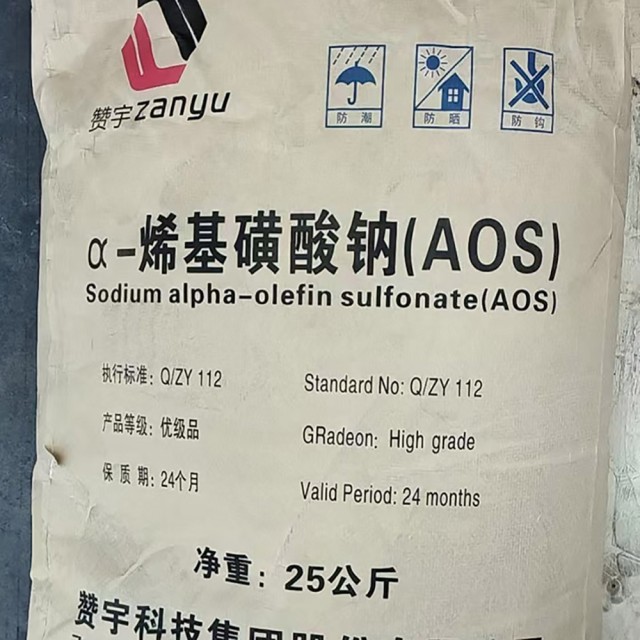 赞宇zanyu
防潮 防晒 防钩
α-烯基磺酸钠(AOS)
Sodium alpha-olefin sulfonate(AOS)
执行标准: Q/ZY 112 Standard No: Q/ZY 112
产品等级: 优级品 GRadeon: High grade
保质期: 24个月 Valid Period: 24 months
净重: 25公斤
赞宇科技集团股份